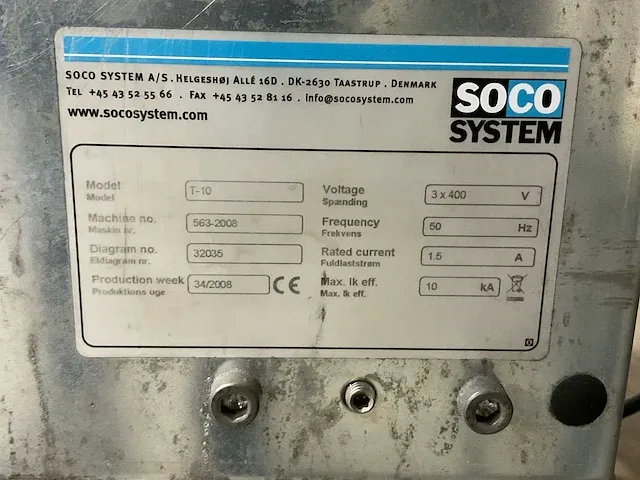 SOCO SYSTEM A/S. HELGESHØJ ALLÉ 16D . DK-2630 TAASTRUP . DENMARK
TEL +45 43 52 55 66 . FAX +45 43 52 81 16 . info@socosystem.com
www.socosystem.com
SOCO
SYSTEM
Model T-10 Voltage 3 x 400 V
Model Spænding
Machine no. 563-2008 Frequency 50 Hz
Maskin nr. Frekvens
Diagram no. 32035 Rated current 1.5 A
Eldiagram nr. Fuldlaststrøm
Production week 34/2008 CE Max. Ik eff. 10 kA
Produktions uge Max. Ik eff.